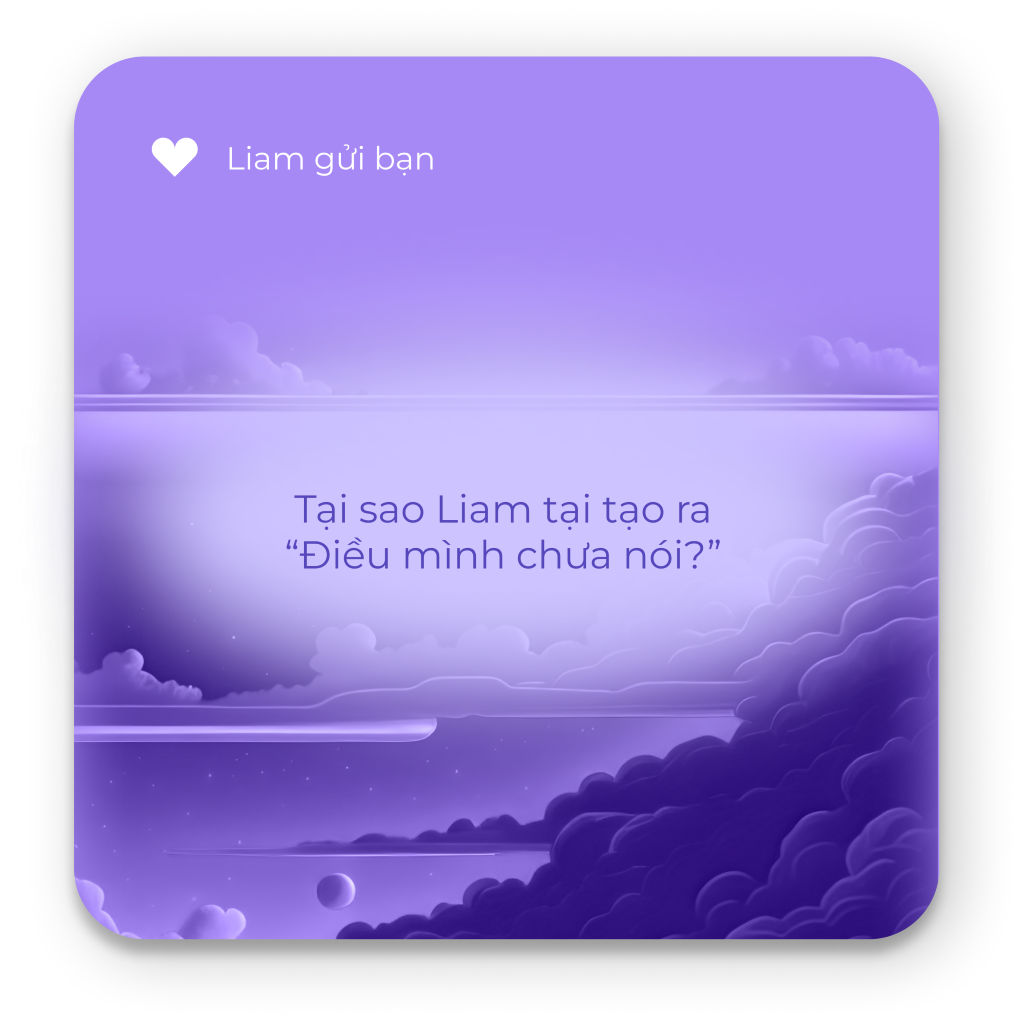 Liam gửi bạn
Tại sao Liam tại tạo ra
“Điều mình chưa nói?”